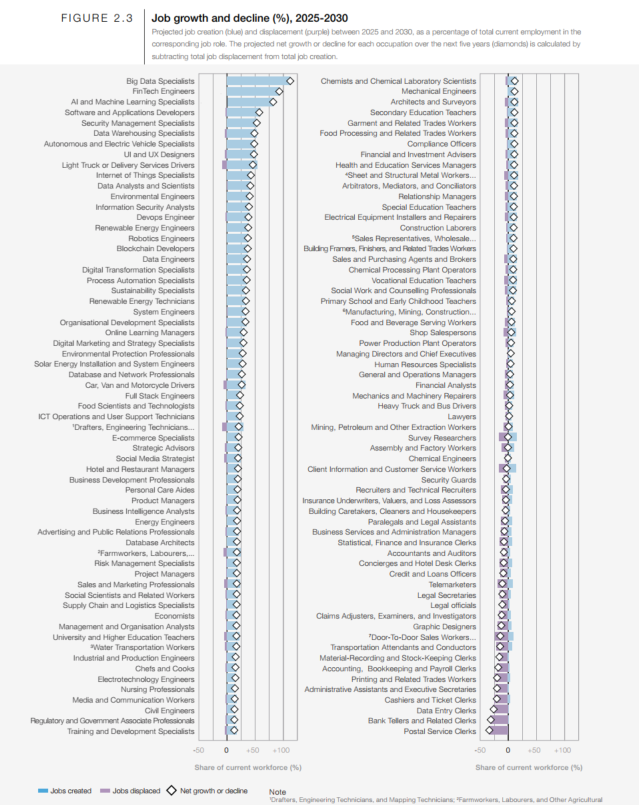 FIGURE 2.3
Job growth and decline (%), 2025-2030
Projected job creation (blue) and displacement (purple) between 2025 and 2030, as a percentage of total current employment in the
corresponding job role. The projected net growth or decline for each occupation over the next five years (diamonds) is calculated by
subtracting total job displacement from total job creation.
Big Data Specialists
FinTech Engineers
AI and Machine Learning Specialists
Software and Applications Developers
Security Management Specialists
Data Warehousing Specialists
Autonomous and Electric Vehicle Specialists
UI and UX Designers
Light Truck or Delivery Services Drivers
Internet of Things Specialists
Data Analysts and Scientists
Environmental Engineers
Information Security Analysts
Devops Engineer
Renewable Energy Engineers
Robotics Engineers
Blockchain Developers
Data Engineers
Digital Transformation Specialists
Process Automation Specialists
Sustainability Specialists
Renewable Energy Technicians
System Engineers
Organisational Development Specialists
Online Learning Managers
Digital Marketing and Strategy Specialists
Environmental Protection Professionals
Solar Energy Installation and System Engineers
Database and Network Professionals
Car, Van and Motorcycle Drivers
Full Stack Engineers
Food Scientists and Technologists
ICT Operations and User Support Technicians
¹Drafters, Engineering Technicians...
E-commerce Specialists
Strategic Advisors
Social Media Strategist
Hotel and Restaurant Managers
Business Development Professionals
Personal Care Aides
Product Managers
Business Intelligence Analysts
Energy Engineers
Advertising and Public Relations Professionals
Database Architects
²Farmworkers, Labourers,...
Risk Management Specialists
Project Managers
Sales and Marketing Professionals
Social Scientists and Related Workers
Supply Chain and Logistics Specialists
Economists
Management and Organisation Analysts
University and Higher Education Teachers
³Water Transportation Workers
Industrial and Production Engineers
Chefs and Cooks
Electrotechnology Engineers
Nursing Professionals
Media and Communication Workers
Civil Engineers
Regulatory and Government Associate Professionals
Training and Development Specialists
-50 0 +50 +100
Share of current workforce (%)
Chemists and Chemical Laboratory Scientists
Mechanical Engineers
Architects and Surveyors
Secondary Education Teachers
Garment and Related Trades Workers
Food Processing and Related Trades Workers
Compliance Officers
Financial and Investment Advisers
Health and Education Services Managers
⁴Sheet and Structural Metal Workers...
Arbitrators, Mediators, and Conciliators
Relationship Managers
Special Education Teachers
Electrical Equipment Installers and Repairers
Construction Laborers
⁵Sales Representatives, Wholesale...
Building Framers, Finishers, and Related Trades Workers
Sales and Purchasing Agents and Brokers
Chemical Processing Plant Operators
Vocational Education Teachers
Social Work and Counselling Professionals
Primary School and Early Childhood Teachers
⁶Manufacturing, Mining, Construction...
Food and Beverage Serving Workers
Shop Salespersons
Power Production Plant Operators
Managing Directors and Chief Executives
Human Resources Specialists
General and Operations Managers
Financial Analysts
Mechanics and Machinery Repairers
Heavy Truck and Bus Drivers
Lawyers
Mining, Petroleum and Other Extraction Workers
Survey Researchers
Assembly and Factory Workers
Chemical Engineers
Client Information and Customer Service Workers
Security Guards
Recruiters and Technical Recruiters
Insurance Underwriters, Valuers, and Loss Assessors
Building Caretakers, Cleaners and Housekeepers
Paralegals and Legal Assistants
Business Services and Administration Managers
Statistical, Finance and Insurance Clerks
Accountants and Auditors
Concierges and Hotel Desk Clerks
Credit and Loans Officers
Telemarketers
Legal Secretaries
Legal officials
Claims Adjusters, Examiners, and Investigators
Graphic Designers
⁷Door-To-Door Sales Workers...
Transportation Attendants and Conductors
Material-Recording and Stock-Keeping Clerks
Accounting, Bookkeeping and Payroll Clerks
Printing and Related Trades Workers
Administrative Assistants and Executive Secretaries
Cashiers and Ticket Clerks
Data Entry Clerks
Bank Tellers and Related Clerks
Postal Service Clerks
-50 0 +50 +100
Share of current workforce (%)
Jobs created Jobs displaced Net growth or decline
Note
¹Drafters, Engineering Technicians, and Mapping Technicians; ²Farmworkers, Labourers, and Other Agricultural